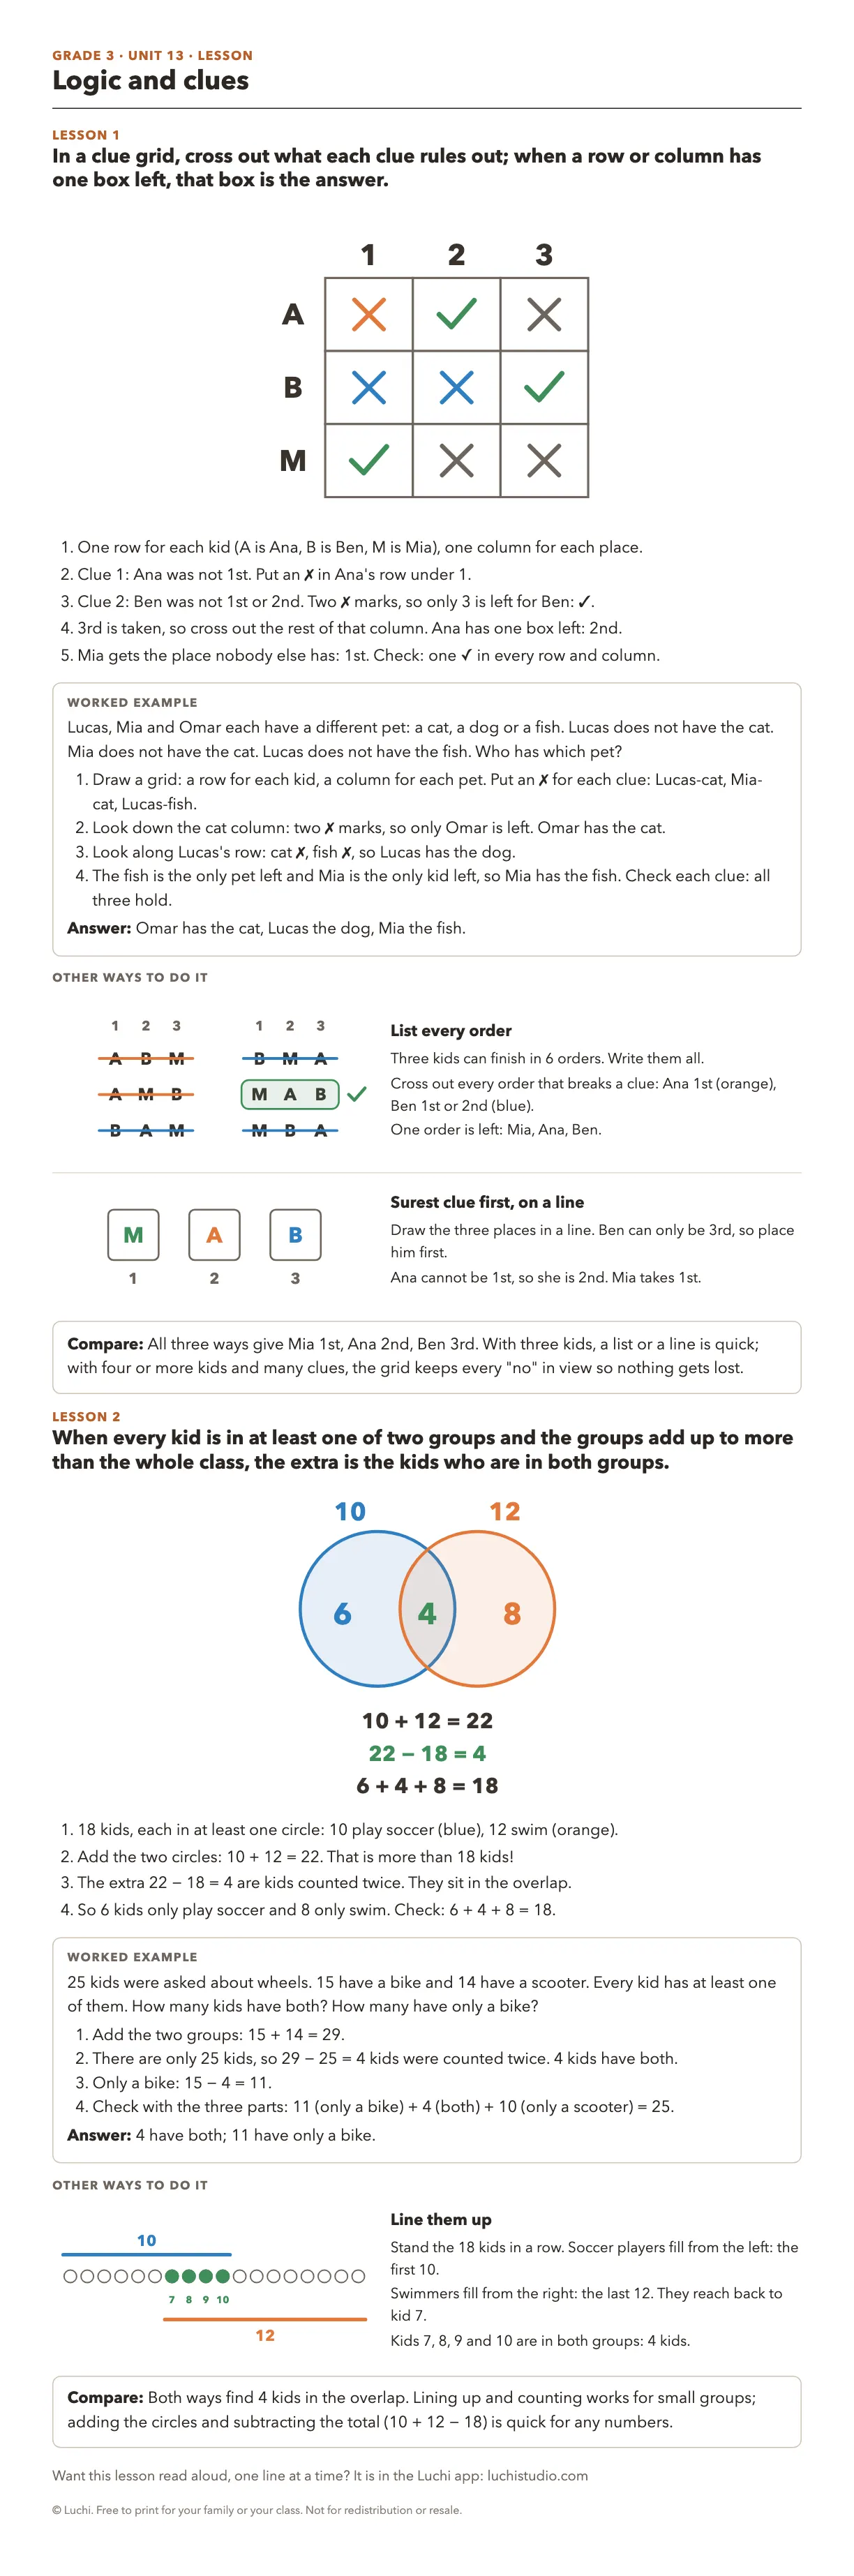 GRADE 3 · UNIT 13 · LESSON
Logic and clues
LESSON 1
In a clue grid, cross out what each clue rules out; when a row or column has
one box left, that box is the answer.
1 2 3
A
B
M
1. One row for each kid (A is Ana, B is Ben, M is Mia), one column for each place.
2. Clue 1: Ana was not 1st. Put an ✗ in Ana's row under 1.
3. Clue 2: Ben was not 1st or 2nd. Two ✗ marks, so only 3 is left for Ben: ✓.
4. 3rd is taken, so cross out the rest of that column. Ana has one box left: 2nd.
5. Mia gets the place nobody else has: 1st. Check: one ✓ in every row and column.
WORKED EXAMPLE
Lucas, Mia and Omar each have a different pet: a cat, a dog or a fish. Lucas does not have the cat.
Mia does not have the cat. Lucas does not have the fish. Who has which pet?
1. Draw a grid: a row for each kid, a column for each pet. Put an ✗ for each clue: Lucas-cat, Mia-
cat, Lucas-fish.
2. Look down the cat column: two ✗ marks, so only Omar is left. Omar has the cat.
3. Look along Lucas's row: cat ✗, fish ✗, so Lucas has the dog.
4. The fish is the only pet left and Mia is the only kid left, so Mia has the fish. Check each clue: all
three hold.
Answer: Omar has the cat, Lucas the dog, Mia the fish.
OTHER WAYS TO DO IT
1 2 3 1 2 3
A B M B M A
A M B M A B
B A M M B A
List every order
Three kids can finish in 6 orders. Write them all.
Cross out every order that breaks a clue: Ana 1st (orange),
Ben 1st or 2nd (blue).
One order is left: Mia, Ana, Ben.
M A B
1 2 3
Surest clue first, on a line
Draw the three places in a line. Ben can only be 3rd, so place
him first.
Ana cannot be 1st, so she is 2nd. Mia takes 1st.
Compare: All three ways give Mia 1st, Ana 2nd, Ben 3rd. With three kids, a list or a line is quick;
with four or more kids and many clues, the grid keeps every "no" in view so nothing gets lost.
LESSON 2
When every kid is in at least one of two groups and the groups add up to more
than the whole class, the extra is the kids who are in both groups.
10 12
6 4 8
10 + 12 = 22
22 − 18 = 4
6 + 4 + 8 = 18
1. 18 kids, each in at least one circle: 10 play soccer (blue), 12 swim (orange).
2. Add the two circles: 10 + 12 = 22. That is more than 18 kids!
3. The extra 22 − 18 = 4 are kids counted twice. They sit in the overlap.
4. So 6 kids only play soccer and 8 only swim. Check: 6 + 4 + 8 = 18.
WORKED EXAMPLE
25 kids were asked about wheels. 15 have a bike and 14 have a scooter. Every kid has at least one
of them. How many kids have both? How many have only a bike?
1. Add the two groups: 15 + 14 = 29.
2. There are only 25 kids, so 29 − 25 = 4 kids were counted twice. 4 kids have both.
3. Only a bike: 15 − 4 = 11.
4. Check with the three parts: 11 (only a bike) + 4 (both) + 10 (only a scooter) = 25.
Answer: 4 have both; 11 have only a bike.
OTHER WAYS TO DO IT
10
7 8 9 10
12
Line them up
Stand the 18 kids in a row. Soccer players fill from the left: the
first 10.
Swimmers fill from the right: the last 12. They reach back to
kid 7.
Kids 7, 8, 9 and 10 are in both groups: 4 kids.
Compare: Both ways find 4 kids in the overlap. Lining up and counting works for small groups;
adding the circles and subtracting the total (10 + 12 − 18) is quick for any numbers.
Want this lesson read aloud, one line at a time? It is in the Luchi app: luchistudio.com
© Luchi. Free to print for your family or your class. Not for redistribution or resale.